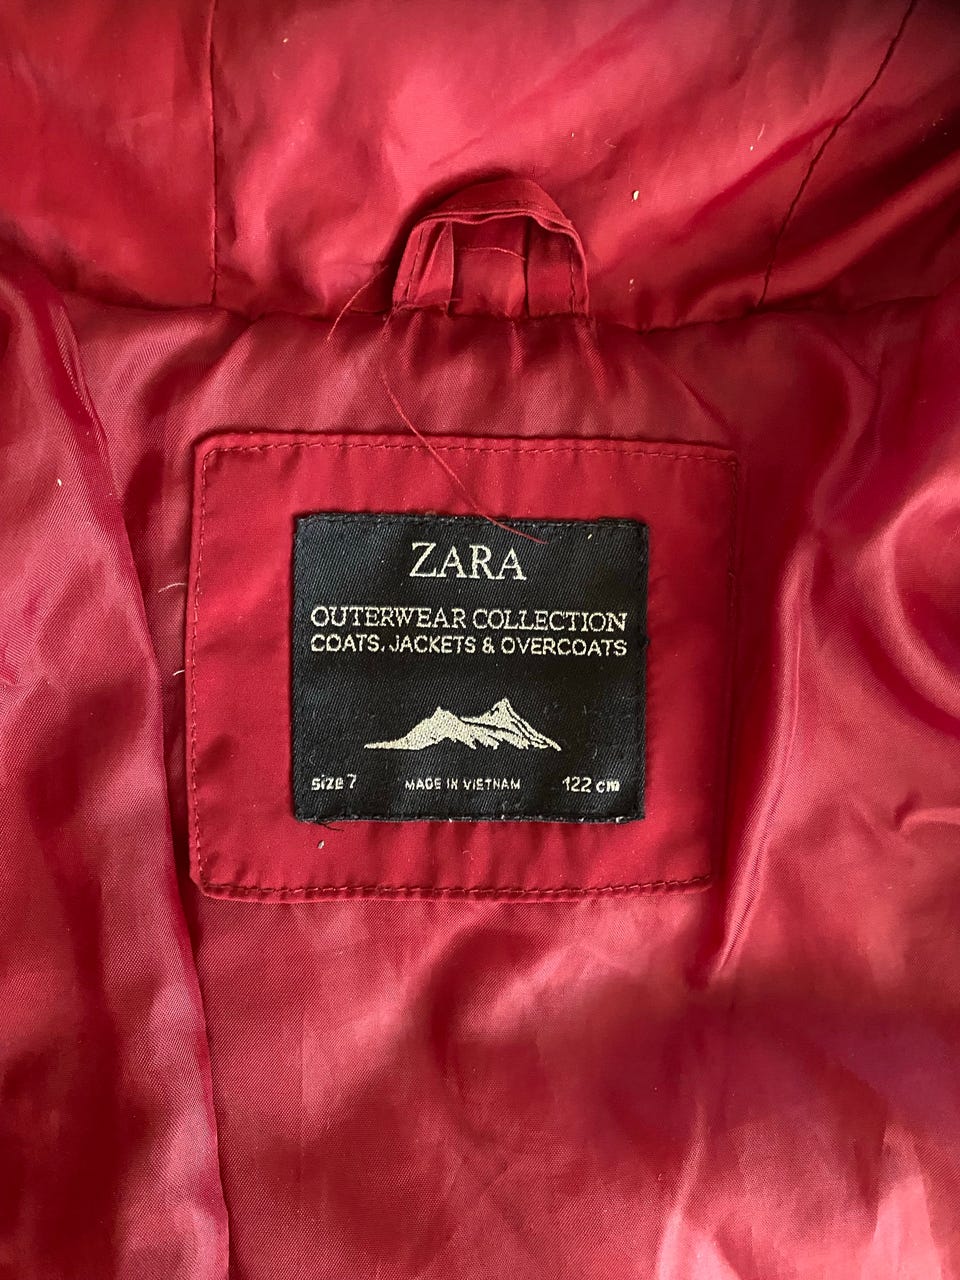 ZARA
OUTERWEAR COLLECTION
COATS, JACKETS & OVERCOATS
SIZE 7 MADE IN VIETNAM 122 cm